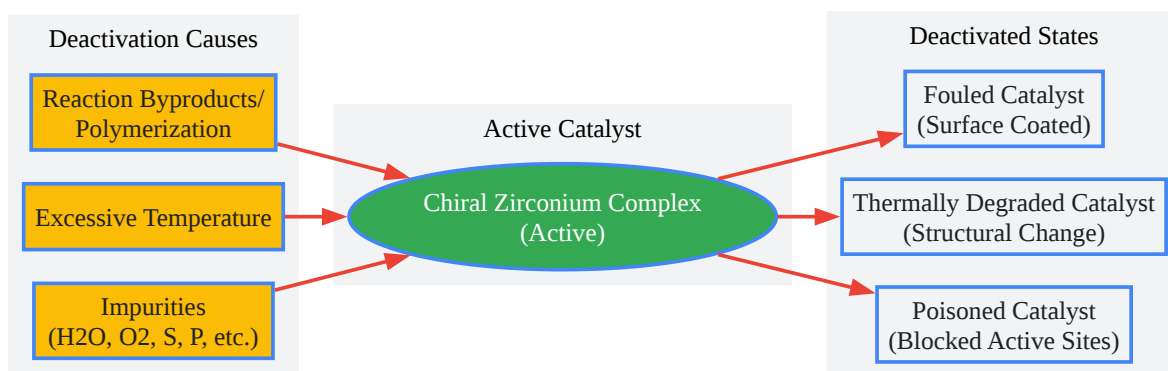 Deactivation Causes
Reaction Byproducts/
Polymerization
Excessive Temperature
Impurities
(H2O, O2, S, P, etc.)
Active Catalyst
Chiral Zirconium Complex
(Active)
Deactivated States
Fouled Catalyst
(Surface Coated)
Thermally Degraded Catalyst
(Structural Change)
Poisoned Catalyst
(Blocked Active Sites)